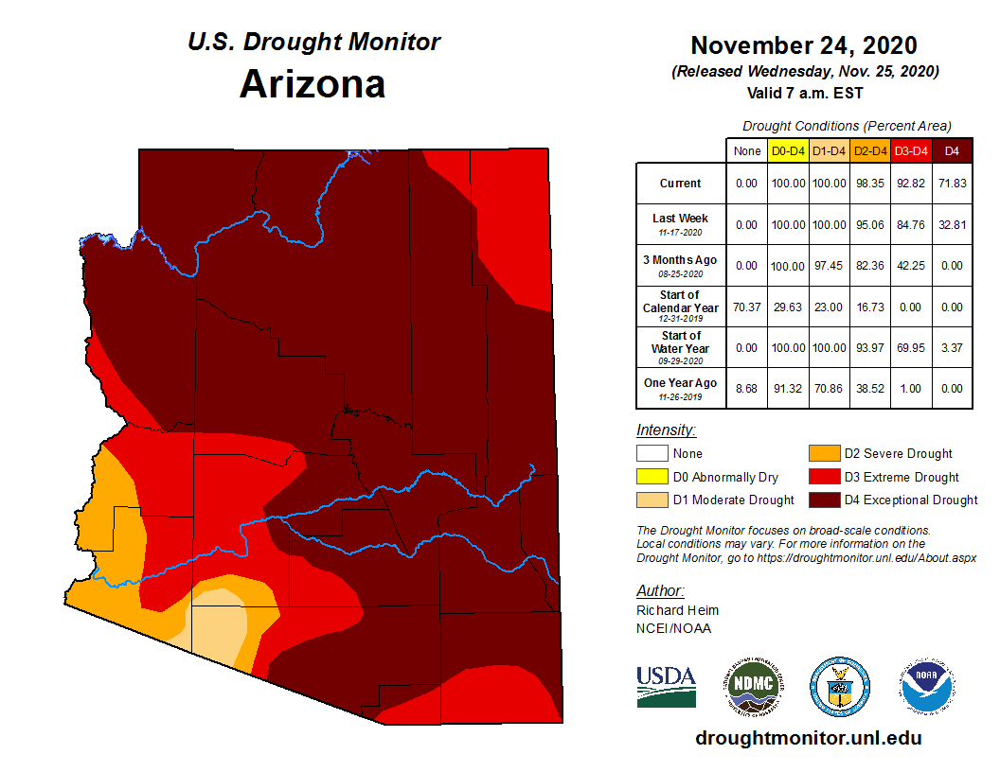 U.S. Drought Monitor
Arizona
November 24, 2020
(Released Wednesday, Nov. 25, 2020)
Valid 7 a.m. EST
Drought Conditions (Percent Area)
None D0-D4 D1-D4 D2-D4 D3-D4 D4
Current 0.00 100.00 100.00 98.35 92.82 71.83
Last Week
11-17-2020
0.00 100.00 100.00 95.06 84.76 32.81
3 Months Ago
08-25-2020
0.00 100.00 97.45 82.36 42.25 0.00
Start of
Calendar Year
12-31-2019
70.37 29.63 23.00 16.73 0.00 0.00
Start of
Water Year
09-29-2020
0.00 100.00 100.00 93.97 69.95 3.37
One Year Ago
11-26-2019
8.68 91.32 70.86 38.52 1.00 0.00
Intensity:
None
D0 Abnormally Dry
D1 Moderate Drought
D2 Severe Drought
D3 Extreme Drought
D4 Exceptional Drought
The Drought Monitor focuses on broad-scale conditions.
Local conditions may vary. For more information on the
Drought Monitor, go to https://droughtmonitor.unl.edu/About.aspx
Author:
Richard Heim
NCEI/NOAA
USDA
NDMC
NOAA
droughtmonitor.unl.edu